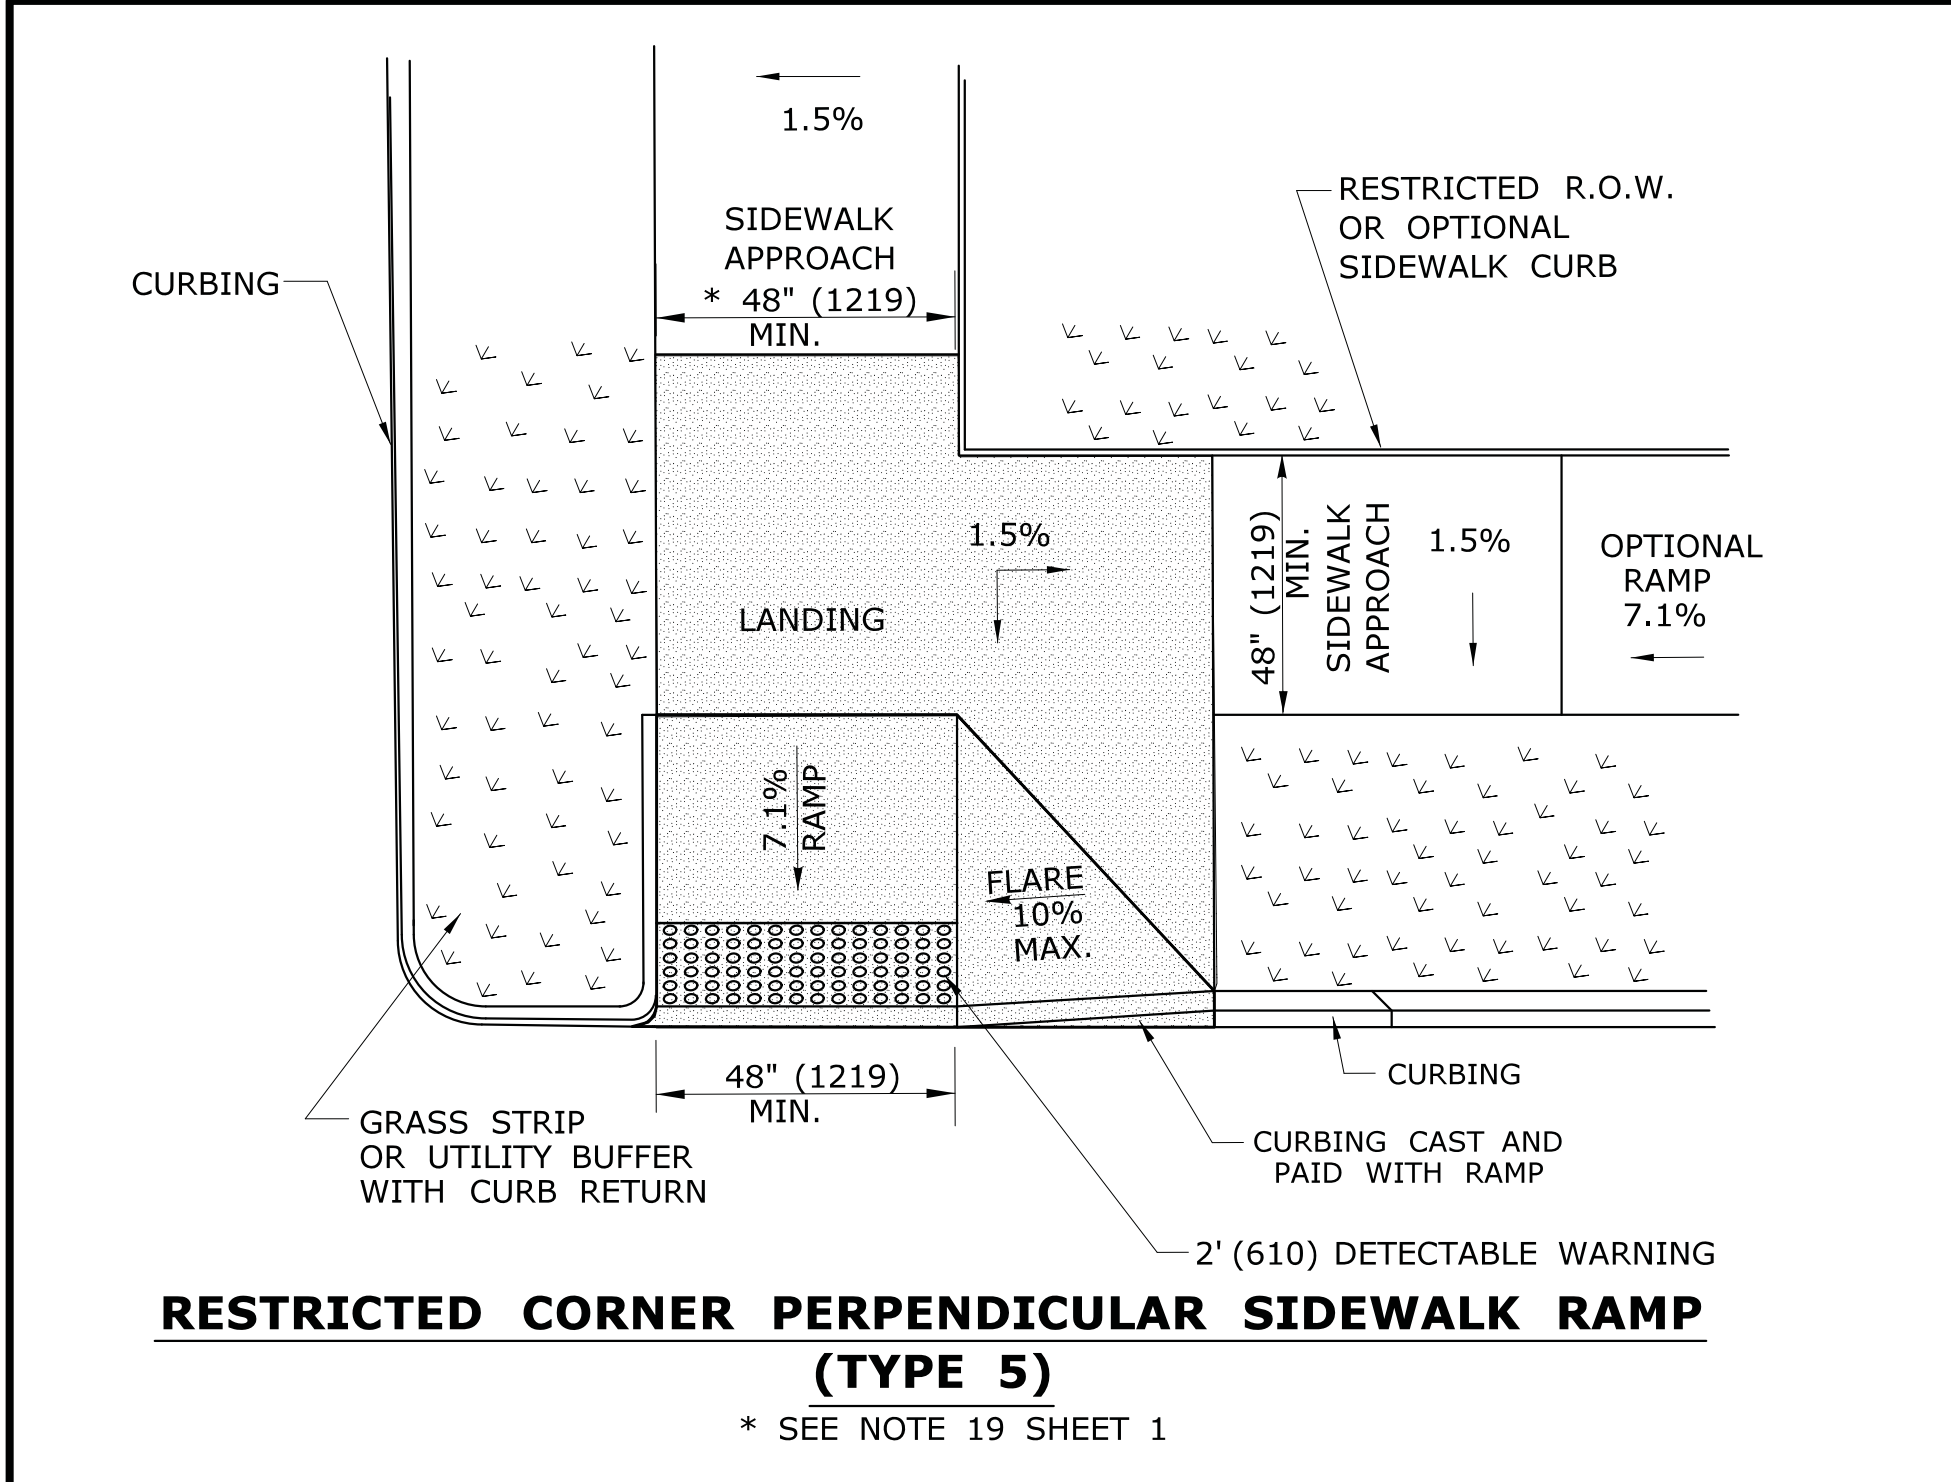 1.5%
SIDEWALK
APPROACH
* 48" (1219)
MIN.
RESTRICTED R.O.W.
OR OPTIONAL
SIDEWALK CURB
CURBING
1.5%
LANDING
48" (1219)
MIN.
SIDEWALK
APPROACH
1.5%
OPTIONAL
RAMP
7.1%
7.1%
RAMP
FLARE
10%
MAX.
48" (1219)
MIN.
CURBING
GRASS STRIP
OR UTILITY BUFFER
WITH CURB RETURN
CURBING CAST AND
PAID WITH RAMP
2' (610) DETECTABLE WARNING
RESTRICTED CORNER PERPENDICULAR SIDEWALK RAMP
(TYPE 5)
* SEE NOTE 19 SHEET 1